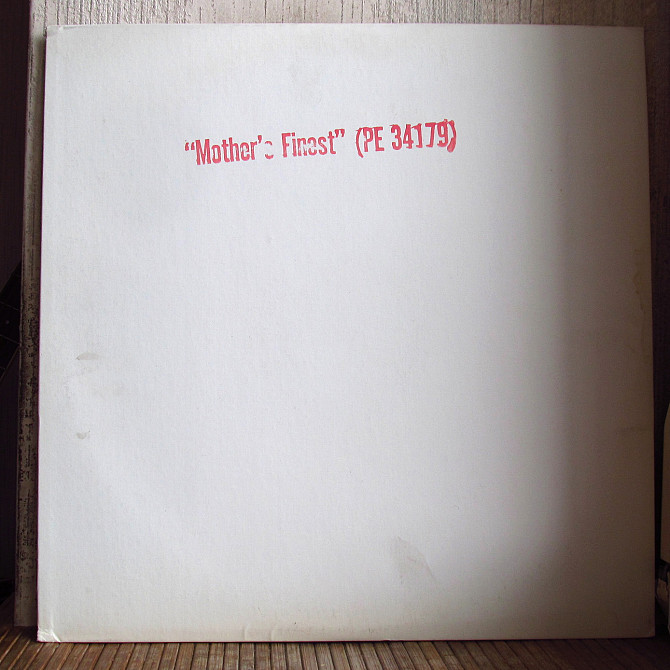 “Mother's Finest” (PE 34179)